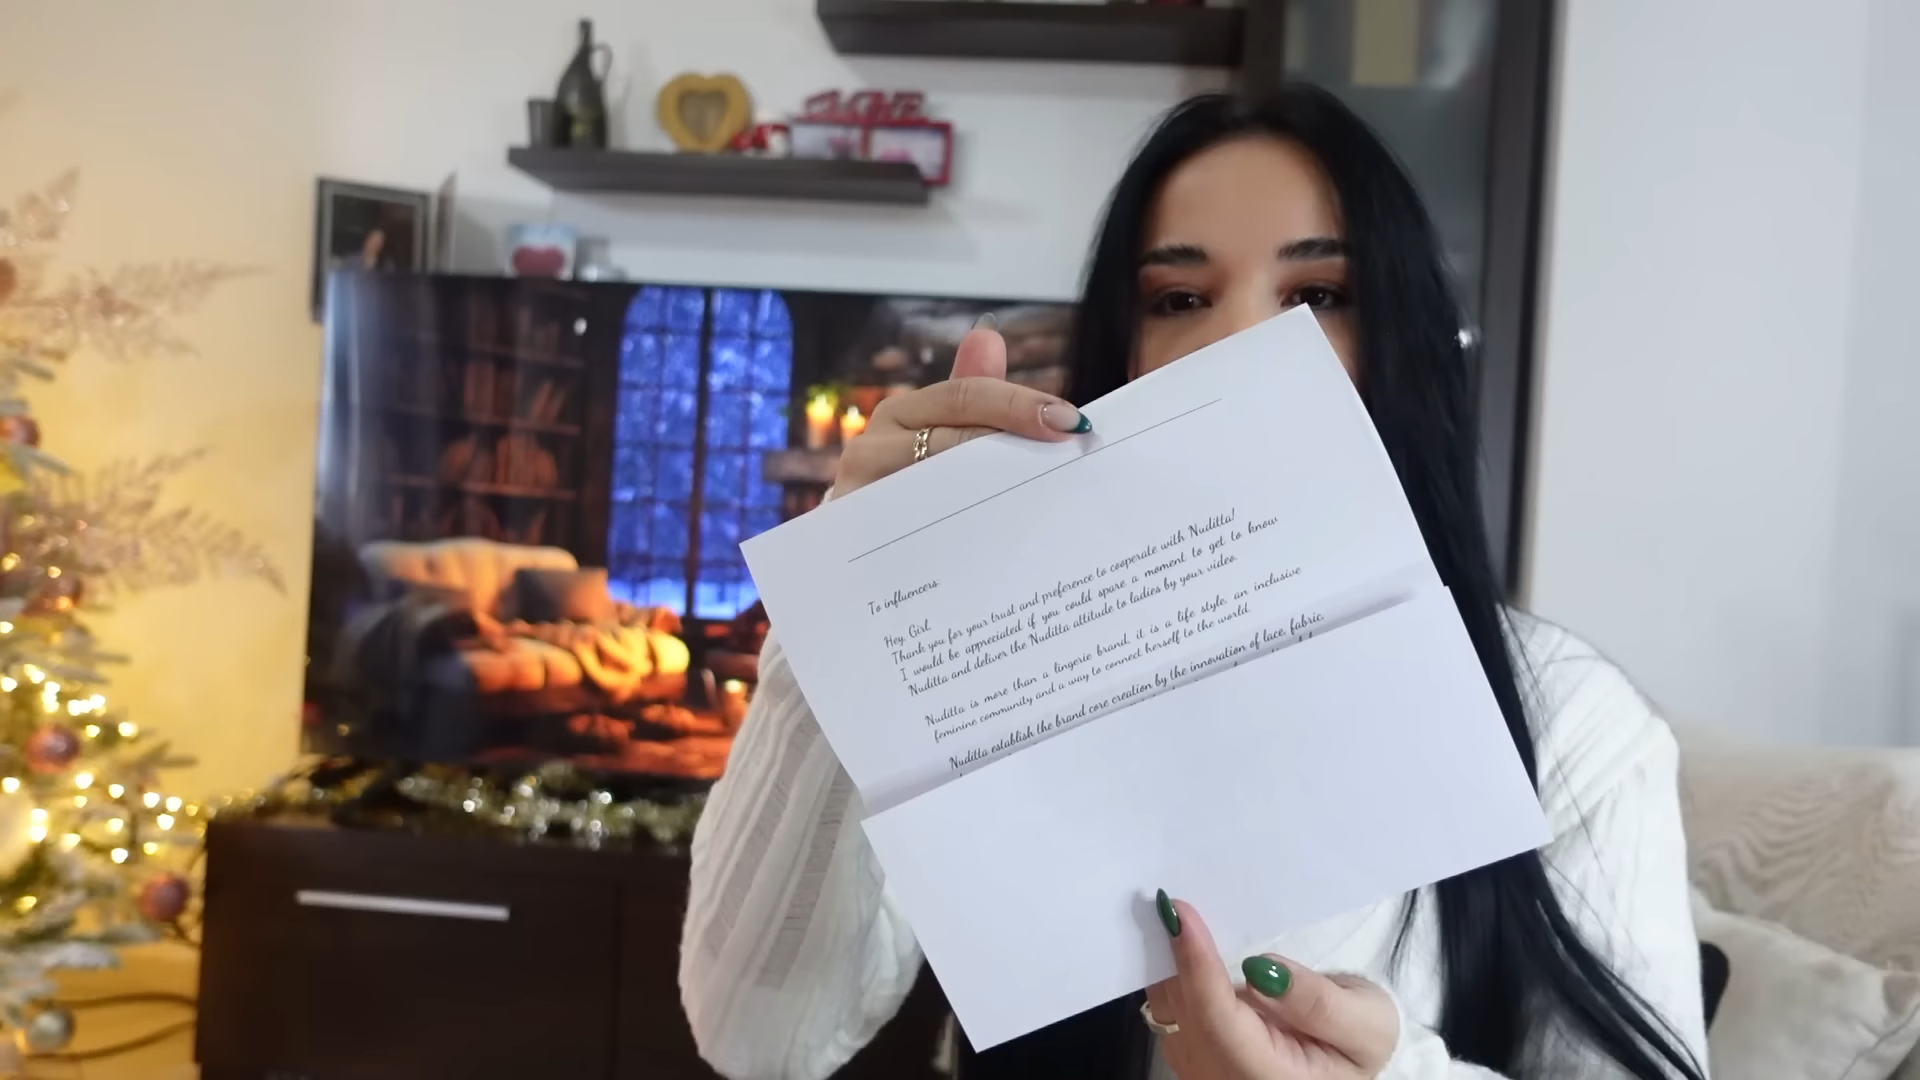 LOVE
To influencers:
Hey, Girl,
Thank you for your trust and preference to cooperate with Nuditta!
I would be appreciated if you could spare a moment to get to know
Nuditta and deliver the Nuditta attitude to ladies by your video.
Nuditta is more than a lingerie brand, it is a life style, an inclusive
feminine community and a way to connect herself to the world.
Nuditta establish the brand core creation by the innovation of lace, fabric,